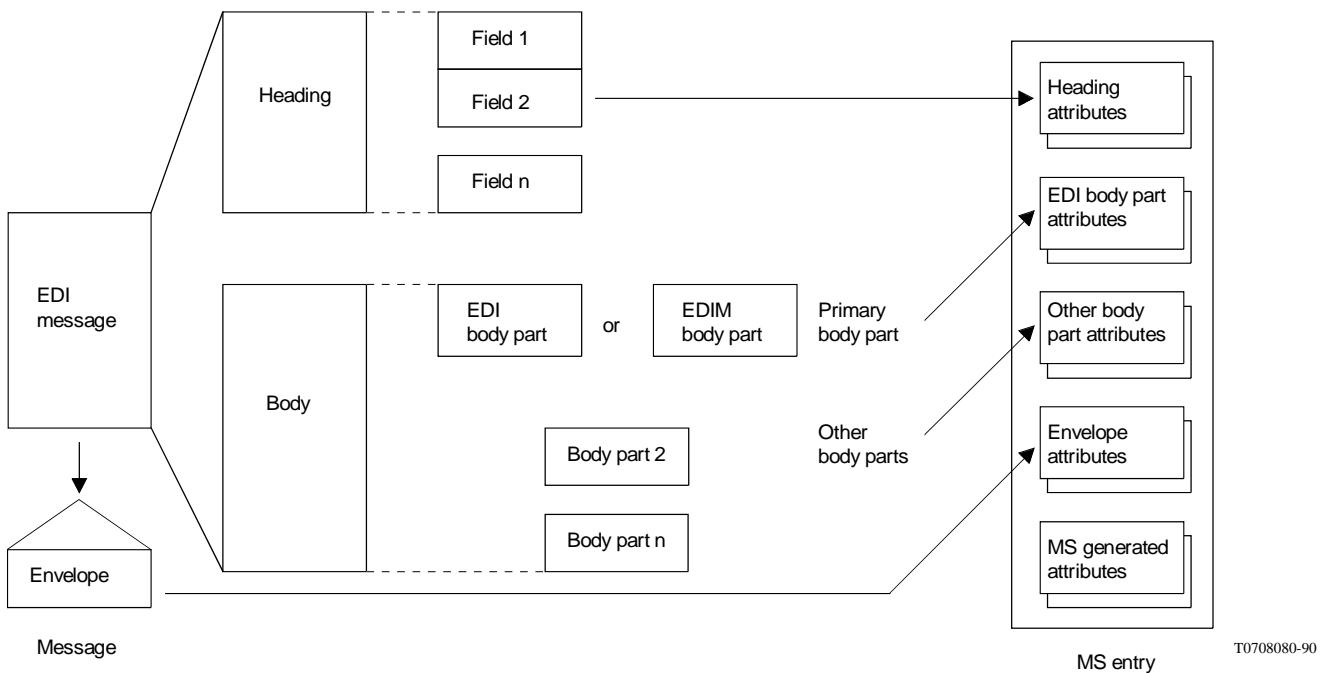 Field 1
Heading
Field 2
Field n
Heading
attributes
EDI body part
attributes
EDI
message
EDI
body part
or
EDIM
body part
Primary
body part
Other body
part attributes
Body
Body part 2
Other
body parts
Envelope
attributes
Body part n
MS generated
attributes
Envelope
Message
MS entry
T0708080-90